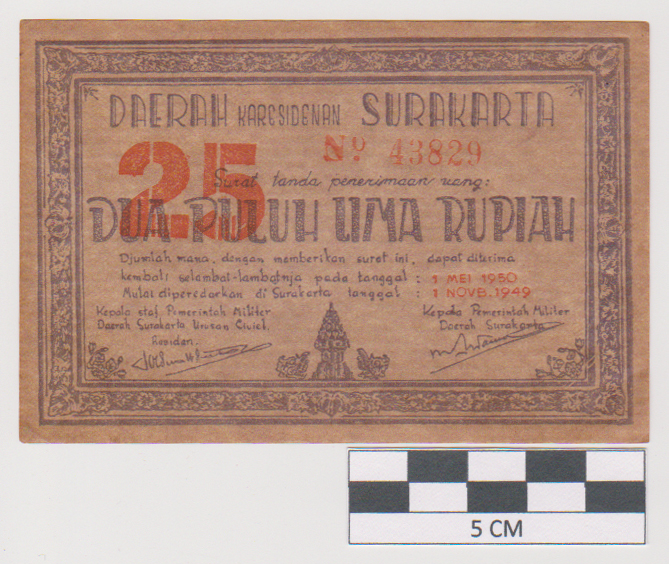 DAERAH KARESIDENAN SURAKARTA
25
No 43829
Surat tanda penerimaan uang:
DUA PULUH LIMA RUPIAH
Djumlah mana, dengan memberikan surat ini, dapat diterima
kembali selambat-lambatnja pada tanggal : 1 MEI 1950
Mulai diperedarkan di Surakarta tanggal : 1 NOVB. 1949
Kepala staf Pemerintah Militer
Daerah Surakarta Urusan Civiel.
Residen.
Kepala Pemerintah Militer
Daerah Surakarta
5 CM